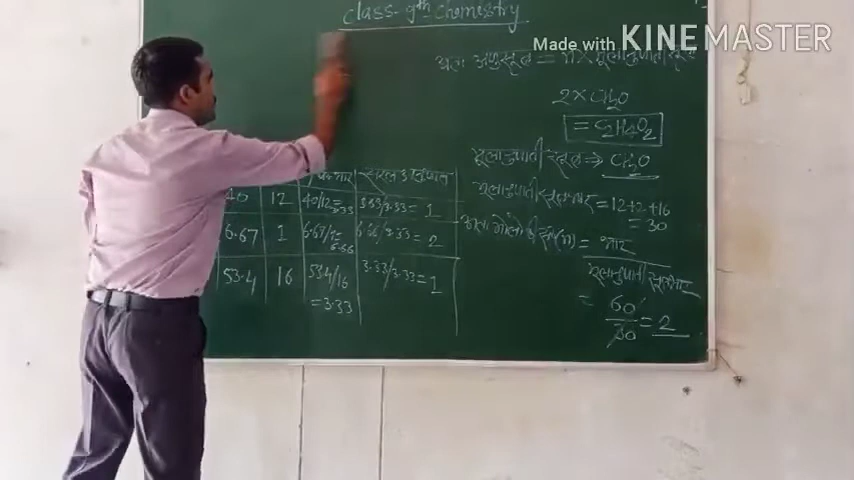 class- 9th Chemistry
Made with KINEMASTER
अतः अणुसूत्र = n × मूलानुपाती सूत्र
2 × CH₂O
= C₂H₄O₂
मूलानुपाती सूत्र ⇒ CH₂O
मूलानुपाती सूत्रभार = 12+2+16
= 30
(n) = भार
मूलानुपाती सूत्रभार
= 60/30 = 2
सरल अनुपात
40 12 40/12=3.33 3.33/3.33 = 1
6.67 1 6.67/1=6.66 6.66/3.33 = 2
53.4 16 53.4/16 3.33/3.33 = 1
=3.33